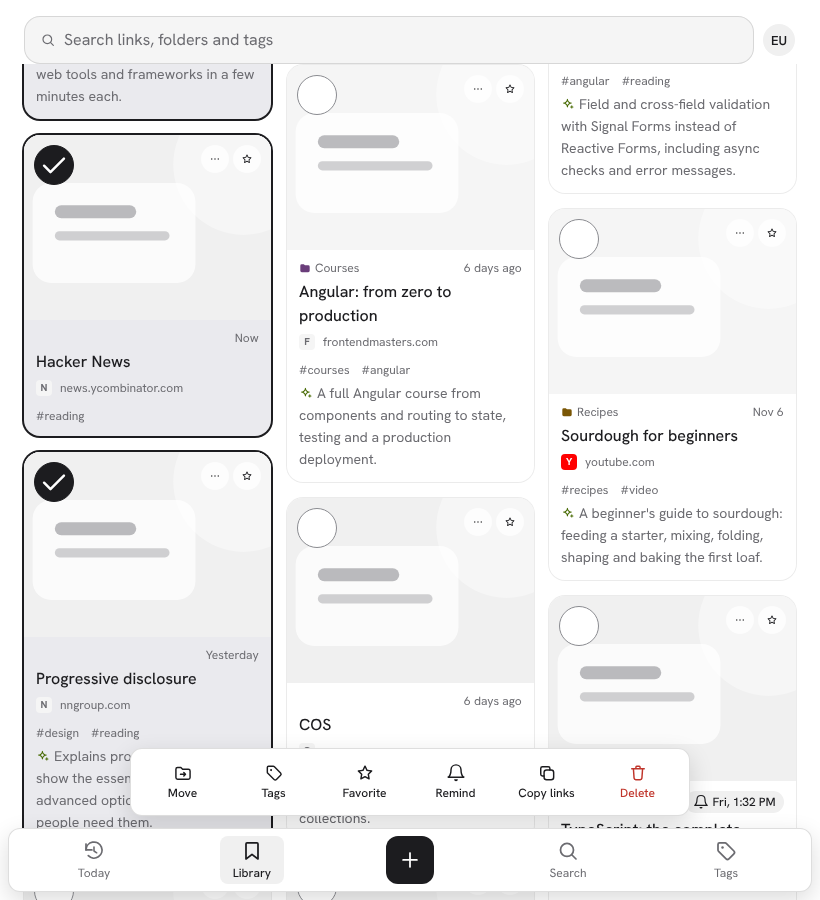 Search links, folders and tags
EU
web tools and frameworks in a few
minutes each.
Now
Hacker News
N news.ycombinator.com
#reading
Yesterday
Progressive disclosure
N nngroup.com
#design #reading
Explains pro
show the essen
advanced optio
people need them.
Courses 6 days ago
Angular: from zero to
production
F frontendmasters.com
#courses #angular
A full Angular course from
components and routing to state,
testing and a production
deployment.
6 days ago
COS
collections.
#angular #reading
Field and cross-field validation
with Signal Forms instead of
Reactive Forms, including async
checks and error messages.
Recipes Nov 6
Sourdough for beginners
Y youtube.com
#recipes #video
A beginner's guide to sourdough:
feeding a starter, mixing, folding,
shaping and baking the first loaf.
Fri, 1:32 PM
TypeScript: the complete
Move Tags Favorite Remind Copy links Delete
Today Library Search Tags